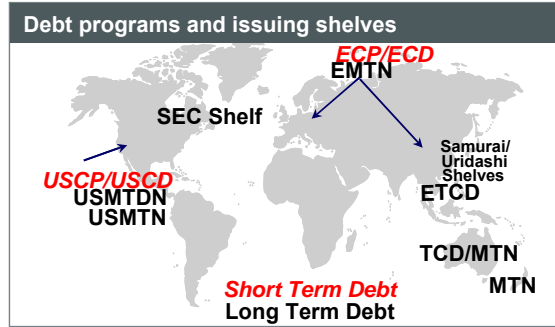 Debt programs and issuing shelves
ECP/ECD
EMTN
SEC Shelf
Samurai/
Uridashi
Shelves
USCP/USCD
USMTDN
USMTN
ETCD
TCD/MTN
MTN
Short Term Debt
Long Term Debt